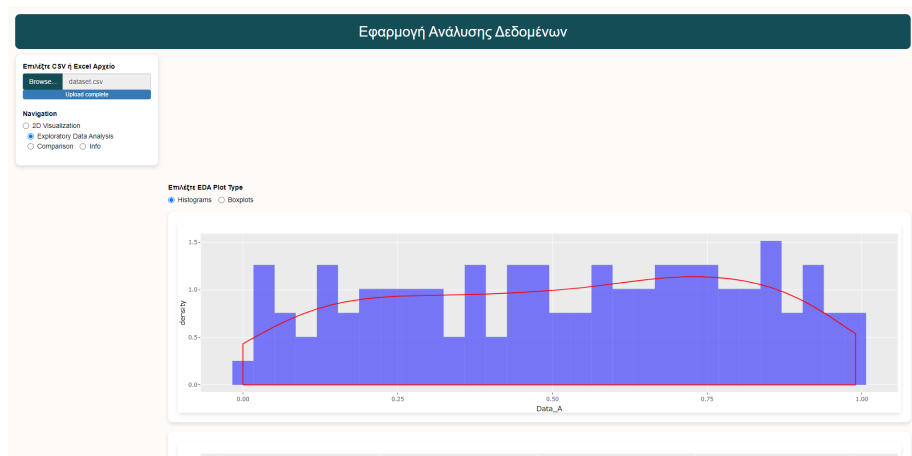 Εφαρμογή Ανάλυσης Δεδομένων
Επιλέξτε CSV ή Excel Αρχείο
Browse... dataset.csv
Upload complete
Navigation
2D Visualization
Exploratory Data Analysis
Comparison Info
Επιλέξτε EDA Plot Type
Histograms Boxplots
1.5
1.0
density
0.5
0.0
0.00 0.25 0.50 0.75 1.00
Data_A